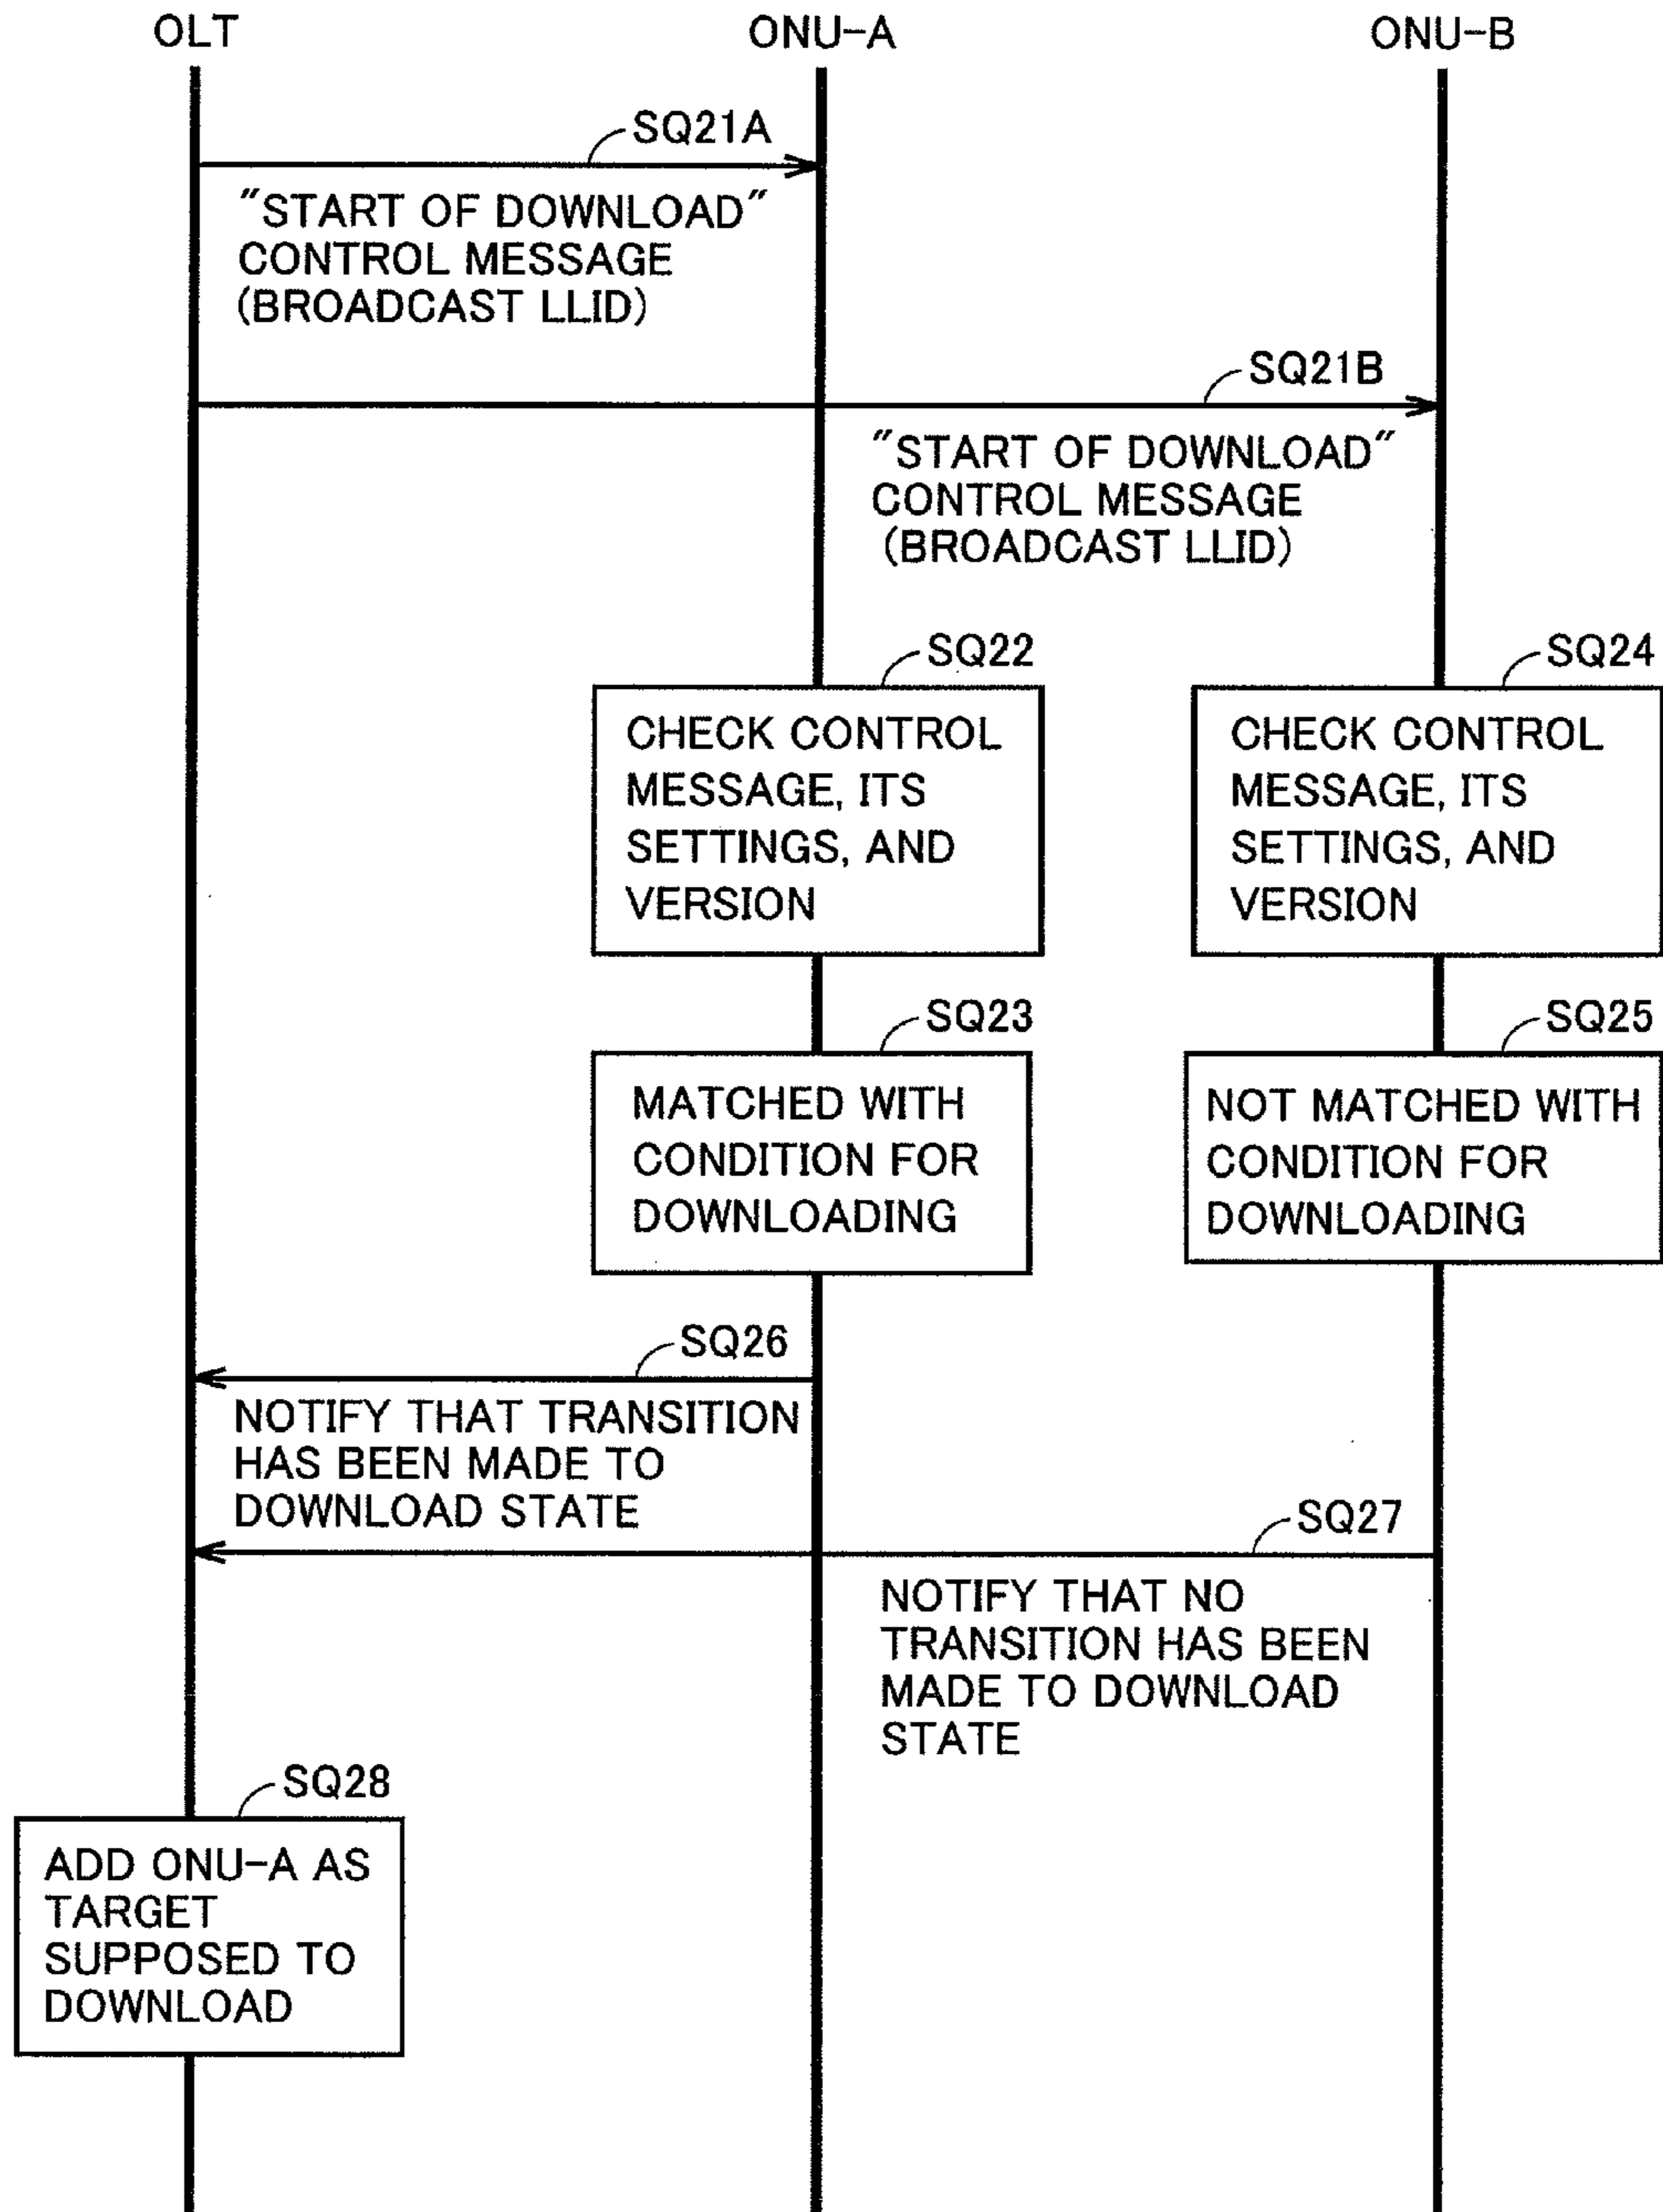 OLT
ONU-A
ONU-B
SQ21A
"START OF DOWNLOAD"
CONTROL MESSAGE
(BROADCAST LLID)
SQ21B
"START OF DOWNLOAD"
CONTROL MESSAGE
(BROADCAST LLID)
SQ22
CHECK CONTROL
MESSAGE, ITS
SETTINGS, AND
VERSION
SQ24
CHECK CONTROL
MESSAGE, ITS
SETTINGS, AND
VERSION
SQ23
MATCHED WITH
CONDITION FOR
DOWNLOADING
SQ25
NOT MATCHED WITH
CONDITION FOR
DOWNLOADING
SQ26
NOTIFY THAT TRANSITION
HAS BEEN MADE TO
DOWNLOAD STATE
SQ27
NOTIFY THAT NO
TRANSITION HAS BEEN
MADE TO DOWNLOAD
STATE
SQ28
ADD ONU-A AS
TARGET
SUPPOSED TO
DOWNLOAD